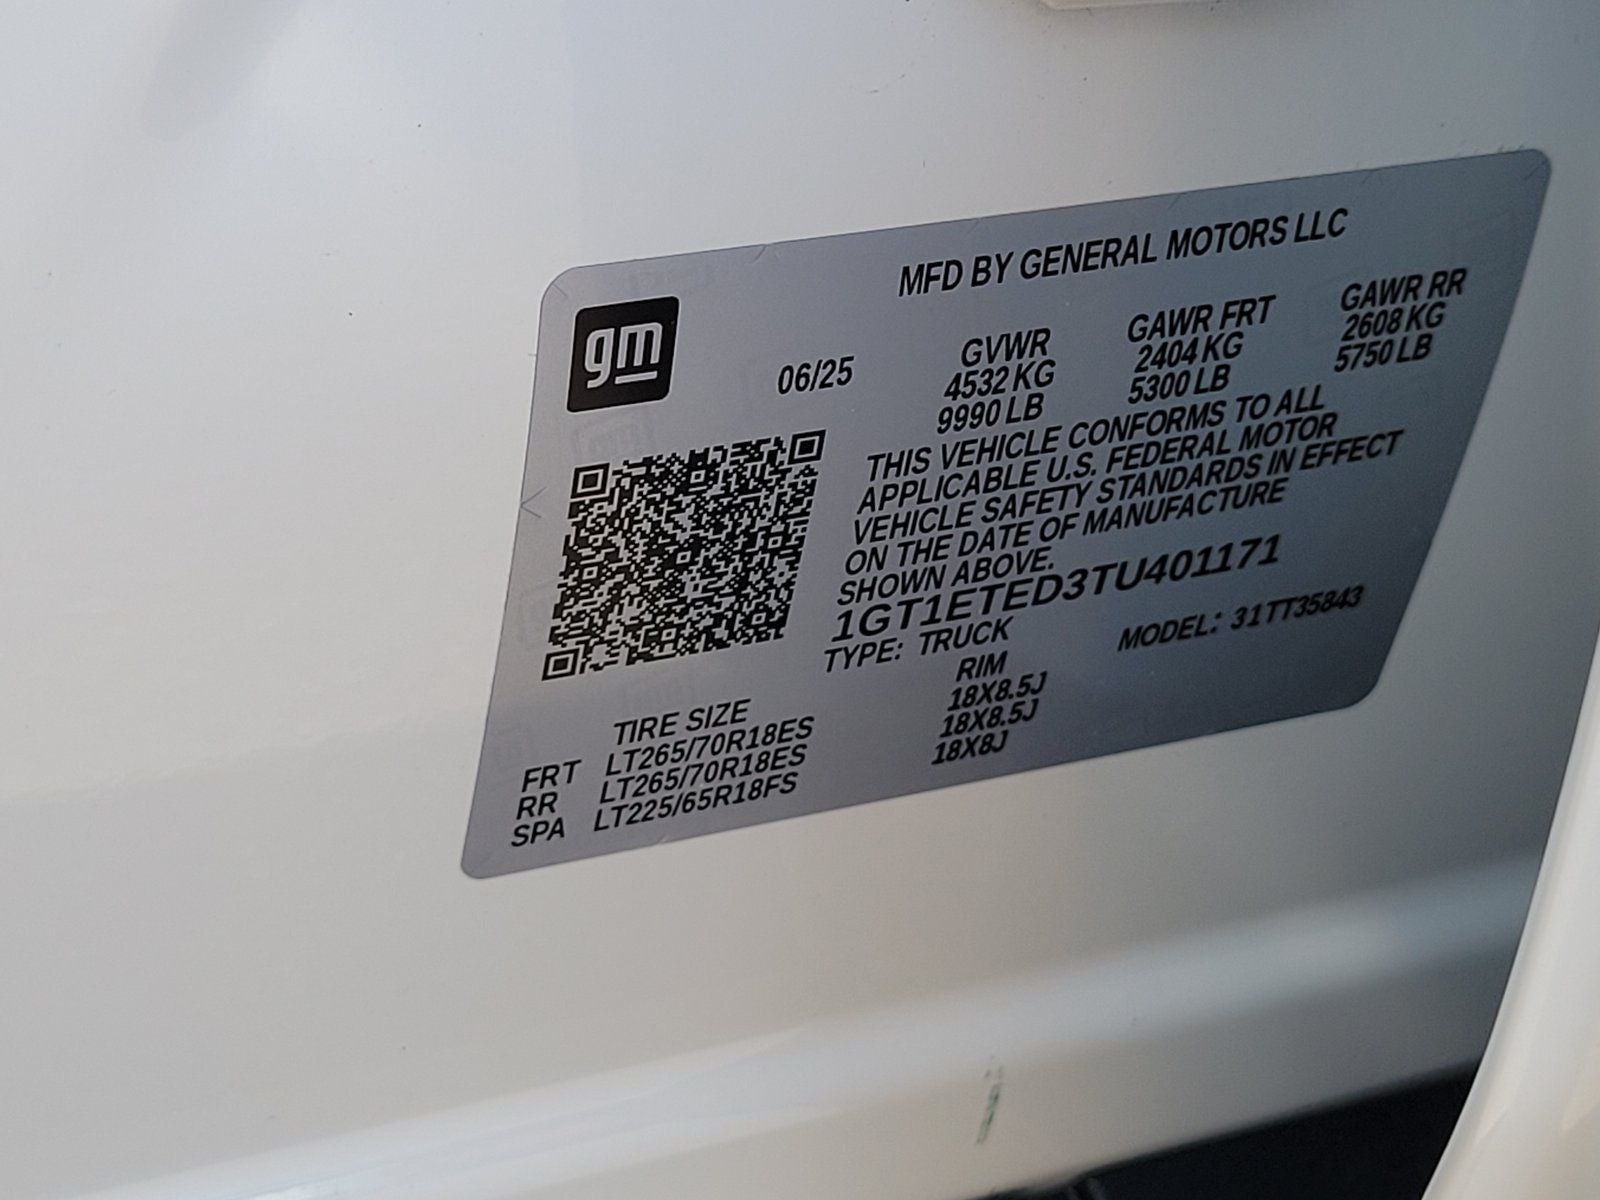 MFD BY GENERAL MOTORS LLC
gm
06/25
GVWR
4532 KG
9990 LB
GAWR FRT
2404 KG
5300 LB
GAWR RR
2608 KG
5750 LB
THIS VEHICLE CONFORMS TO ALL
APPLICABLE U.S. FEDERAL MOTOR
VEHICLE SAFETY STANDARDS IN EFFECT
ON THE DATE OF MANUFACTURE
SHOWN ABOVE.
1GT1ETED3TU401171
TYPE: TRUCK MODEL: 31TT35843
TIRE SIZE RIM
FRT LT265/70R18ES 18X8.5J
RR LT265/70R18ES 18X8.5J
SPA LT225/65R18FS 18X8J